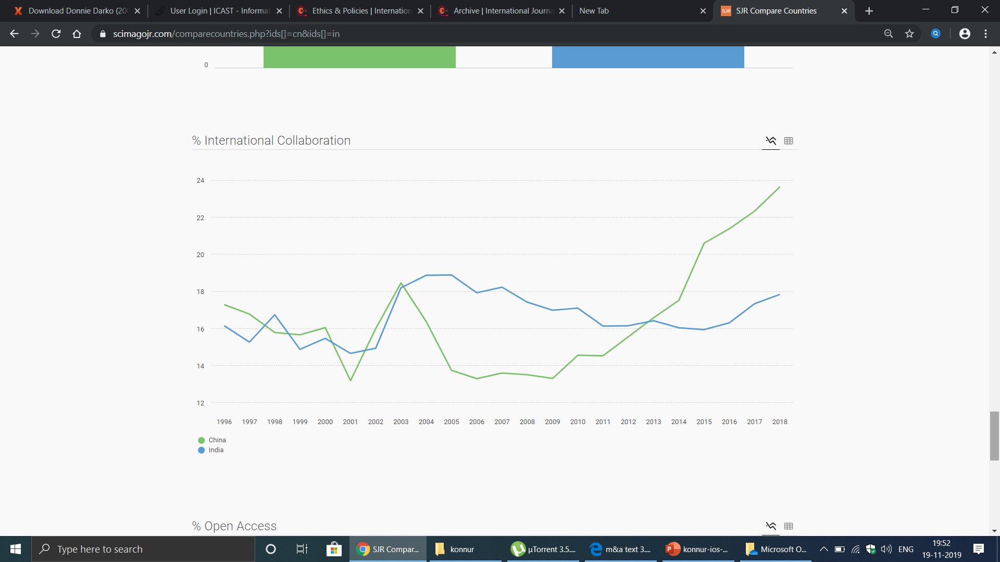 Download Donnie Darko (200
User Login | ICAST - Informat
Ethics & Policies | Internation
Archive | International Journa
New Tab
SJR SJR Compare Countries
scimagojr.com/comparecountries.php?ids[]=cn&ids[]=in
0
% International Collaboration
24
22
20
18
16
14
12
1996 1997 1998 1999 2000 2001 2002 2003 2004 2005 2006 2007 2008 2009 2010 2011 2012 2013 2014 2015 2016 2017 2018
China
India
% Open Access
Type here to search
SJR Compar...
konnur
µTorrent 3.5....
m&a text 3....
konnur-ios-...
Microsoft O...
ENG
19:52
19-11-2019